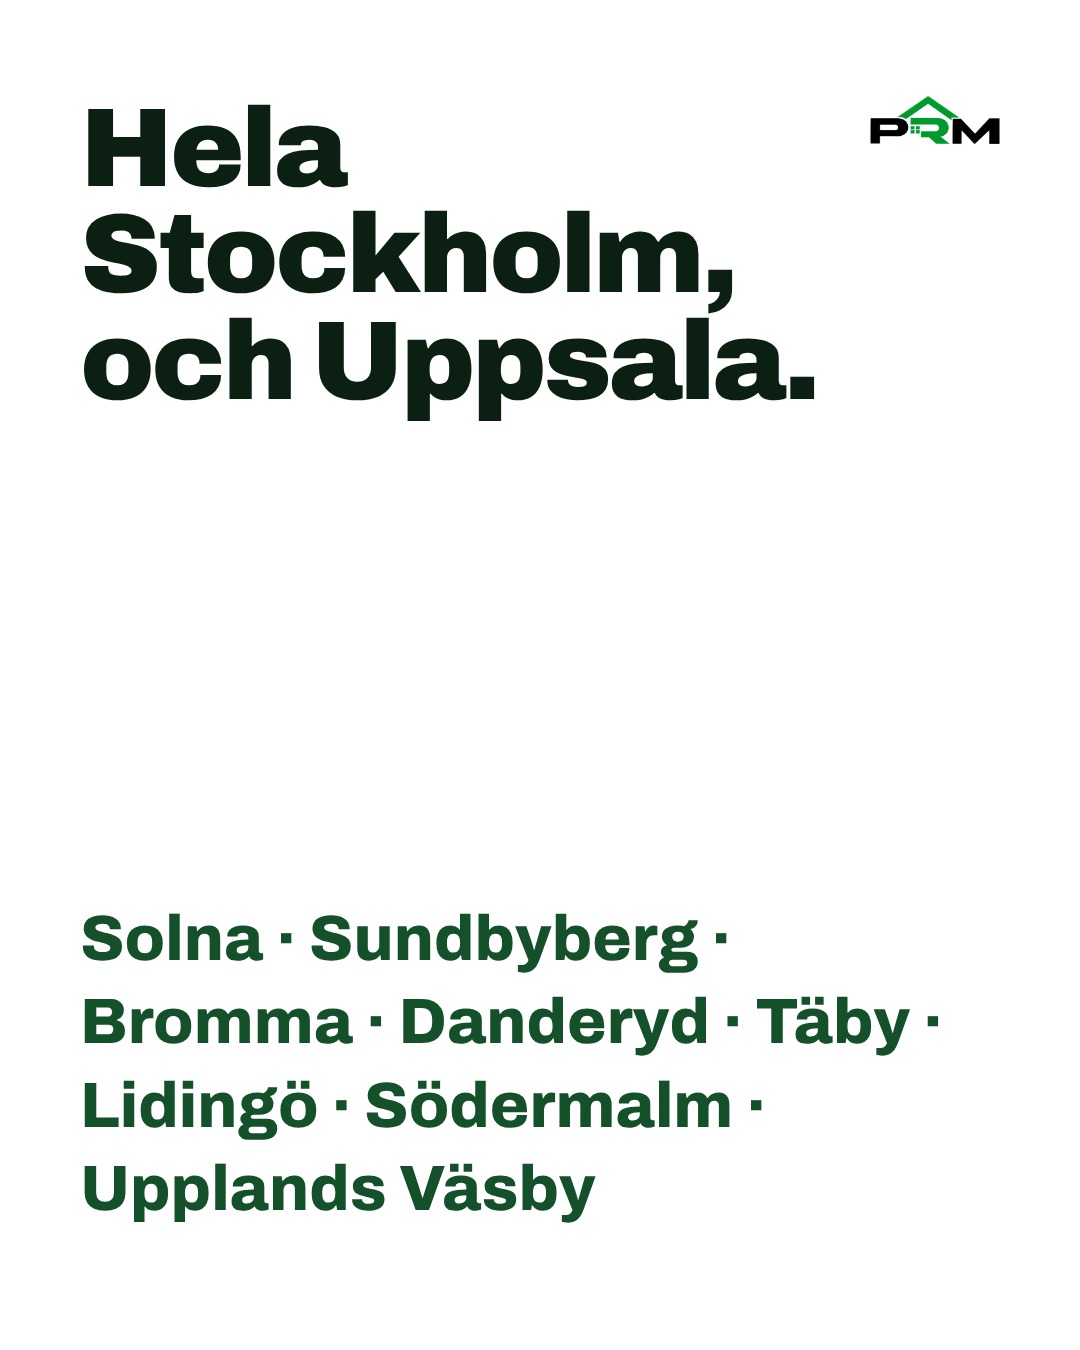 Hela
Stockholm,
och Uppsala.
PRM
Solna · Sundbyberg ·
Bromma · Danderyd · Täby ·
Lidingö · Södermalm ·
Upplands Väsby